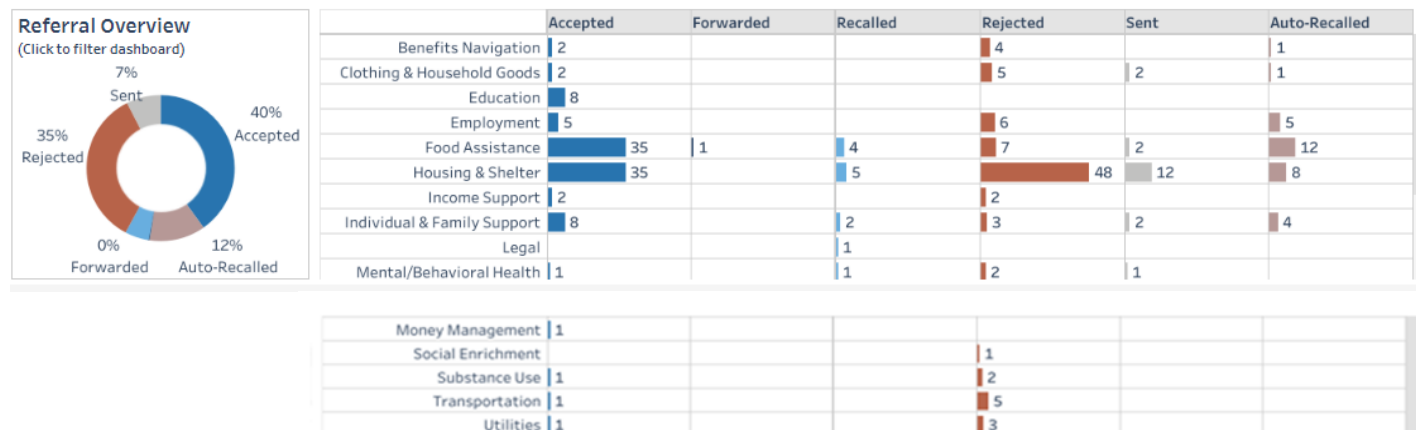 Referral Overview
(Click to filter dashboard)
7%
Sent
40%
Accepted
35%
Rejected
0%
Forwarded
12%
Auto-Recalled
Accepted Forwarded Recalled Rejected Sent Auto-Recalled
Benefits Navigation 2 4 1
Clothing & Household Goods 2 5 2 1
Education 8
Employment 5 6 5
Food Assistance 35 1 4 7 2 12
Housing & Shelter 35 5 48 12 8
Income Support 2 2
Individual & Family Support 8 2 3 2 4
Legal 1
Mental/Behavioral Health 1 1 2 1
Money Management 1
Social Enrichment 1
Substance Use 1 2
Transportation 1 5
Utilities 1 3